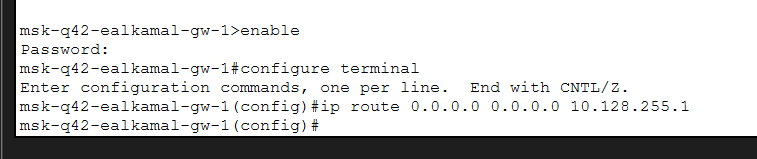 msk-q42-ealkamal-gw-1>enable
Password:
msk-q42-ealkamal-gw-1#configure terminal
Enter configuration commands, one per line.  End with CNTL/Z.
msk-q42-ealkamal-gw-1(config)#ip route 0.0.0.0 0.0.0.0 10.128.255.1
msk-q42-ealkamal-gw-1(config)#